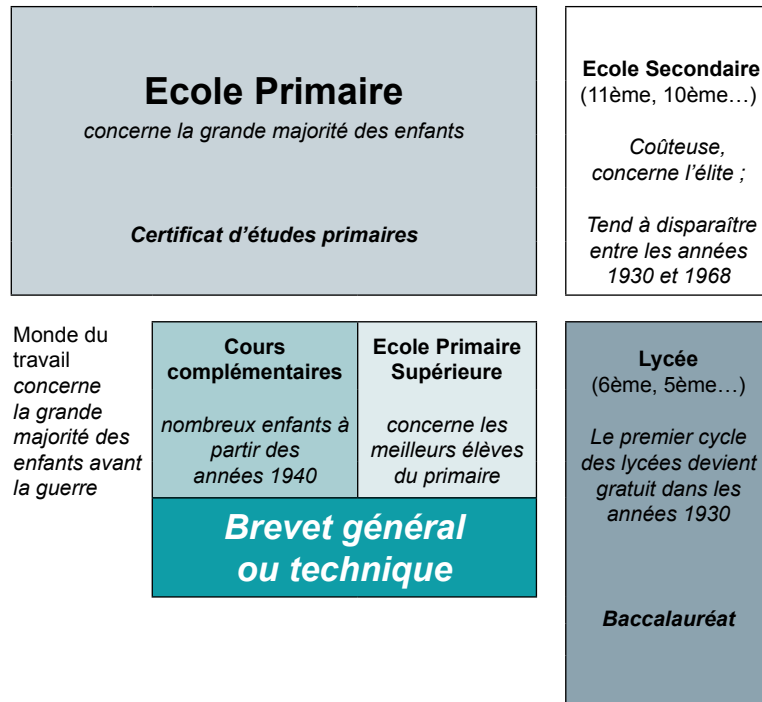 Ecole Primaire
concerne la grande majorité des enfants
Certificat d'études primaires
Ecole Secondaire
(11ème, 10ème…)
Coûteuse,
concerne l'élite ;
Tend à disparaître
entre les années
1930 et 1968
Monde du
travail
concerne
la grande
majorité des
enfants avant
la guerre
Cours
complémentaires
nombreux enfants à
partir des
années 1940
Ecole Primaire
Supérieure
concerne les
meilleurs élèves
du primaire
Brevet général
ou technique
Lycée
(6ème, 5ème…)
Le premier cycle
des lycées devient
gratuit dans les
années 1930
Baccalauréat